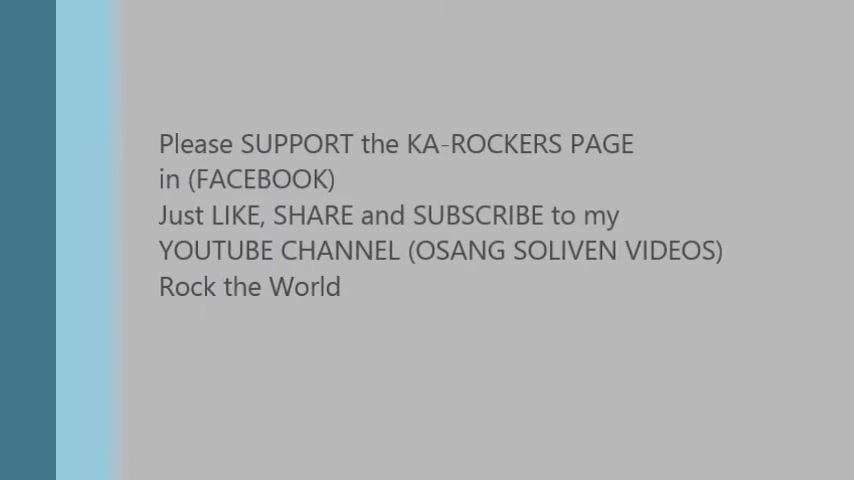 Please SUPPORT the KA-ROCKERS PAGE
in (FACEBOOK)
Just LIKE, SHARE and SUBSCRIBE to my
YOUTUBE CHANNEL (OSANG SOLIVEN VIDEOS)
Rock the World